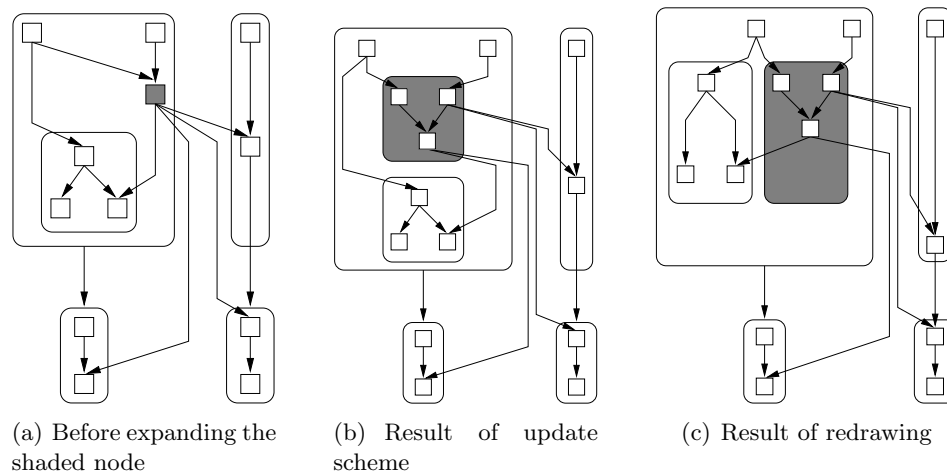 (a) Before expanding the
shaded node
(b) Result of update
scheme
(c) Result of redrawing